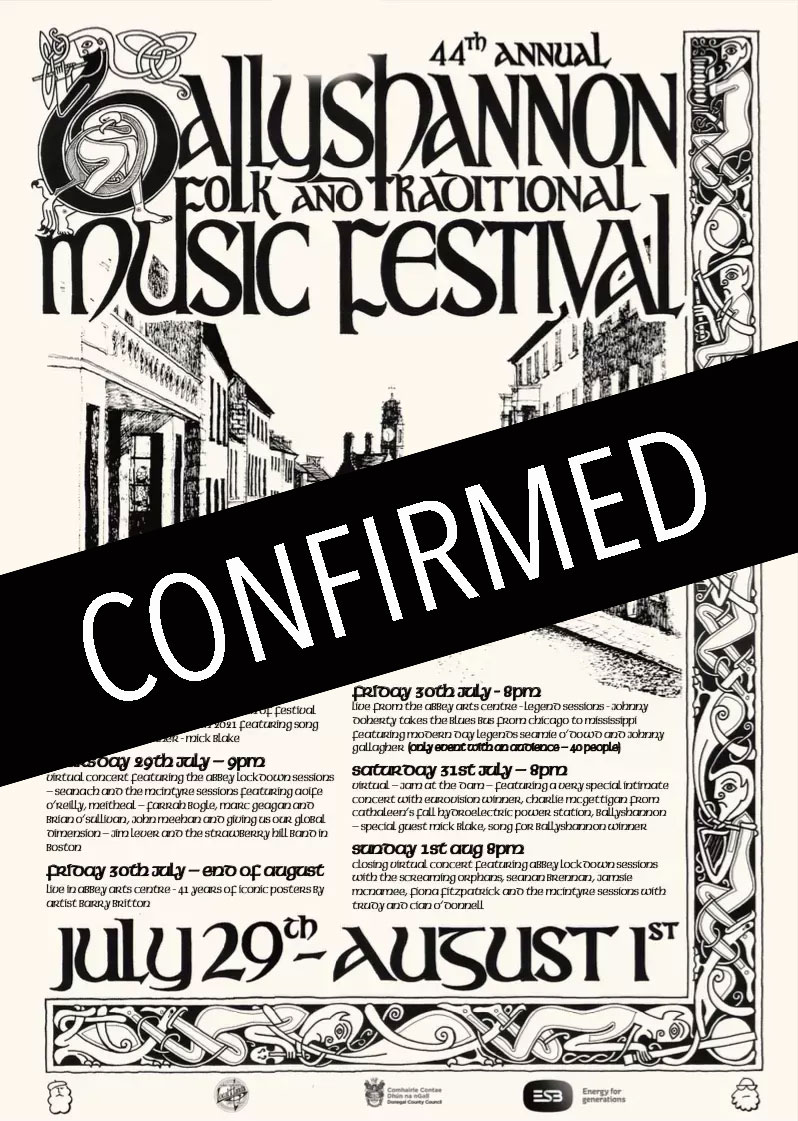 44th ANNUAL
Ballyshannon
folk and traditional
music festival
CONFIRMED
of festival
2021 featuring song
- mick Blake
day 29th July – 9pm
virtual concert featuring the abbey lockdown sessions
– seanach and the mcintyre sessions featuring aoife
o'reilly, meitheal – farrah Bogle, marc geagan and
Brian o'sullivan, John meehan and giving us our global
dimension – Jim lever and the strawberry hill Band in
Boston
friday 30th July – end of august
live in abbey arts centre - 41 years of iconic posters By
artist Barry Britton
friday 30th July - 8pm
live from the abbey arts centre - legend sessions - Johnny
Doherty takes the Blues Bus from chicago to mississippi
featuring modern day legends seamie o'dowd and Johnny
gallagher (only event with an audience – 40 people)
saturday 31st July – 8pm
virtual – Jam at the Dam – featuring a very special intimate
concert with eurovision winner, charlie mcgettigan from
cathaleen's fall hydroelectric power station, Ballyshannon
– special guest mick Blake, song for Ballyshannon winner
sunday 1st aug 8pm
closing virtual concert featuring abbey lockdown sessions
with the screaming orphans, seanan Brennan, Jamsie
mcnamee, fiona fitzpatrick and the mcintyre sessions with
trudy and cian o'donnell
July 29th - August 1st
Comhairle Contae
Dhún na nGall
Donegal County Council
ESB
Energy for
generations